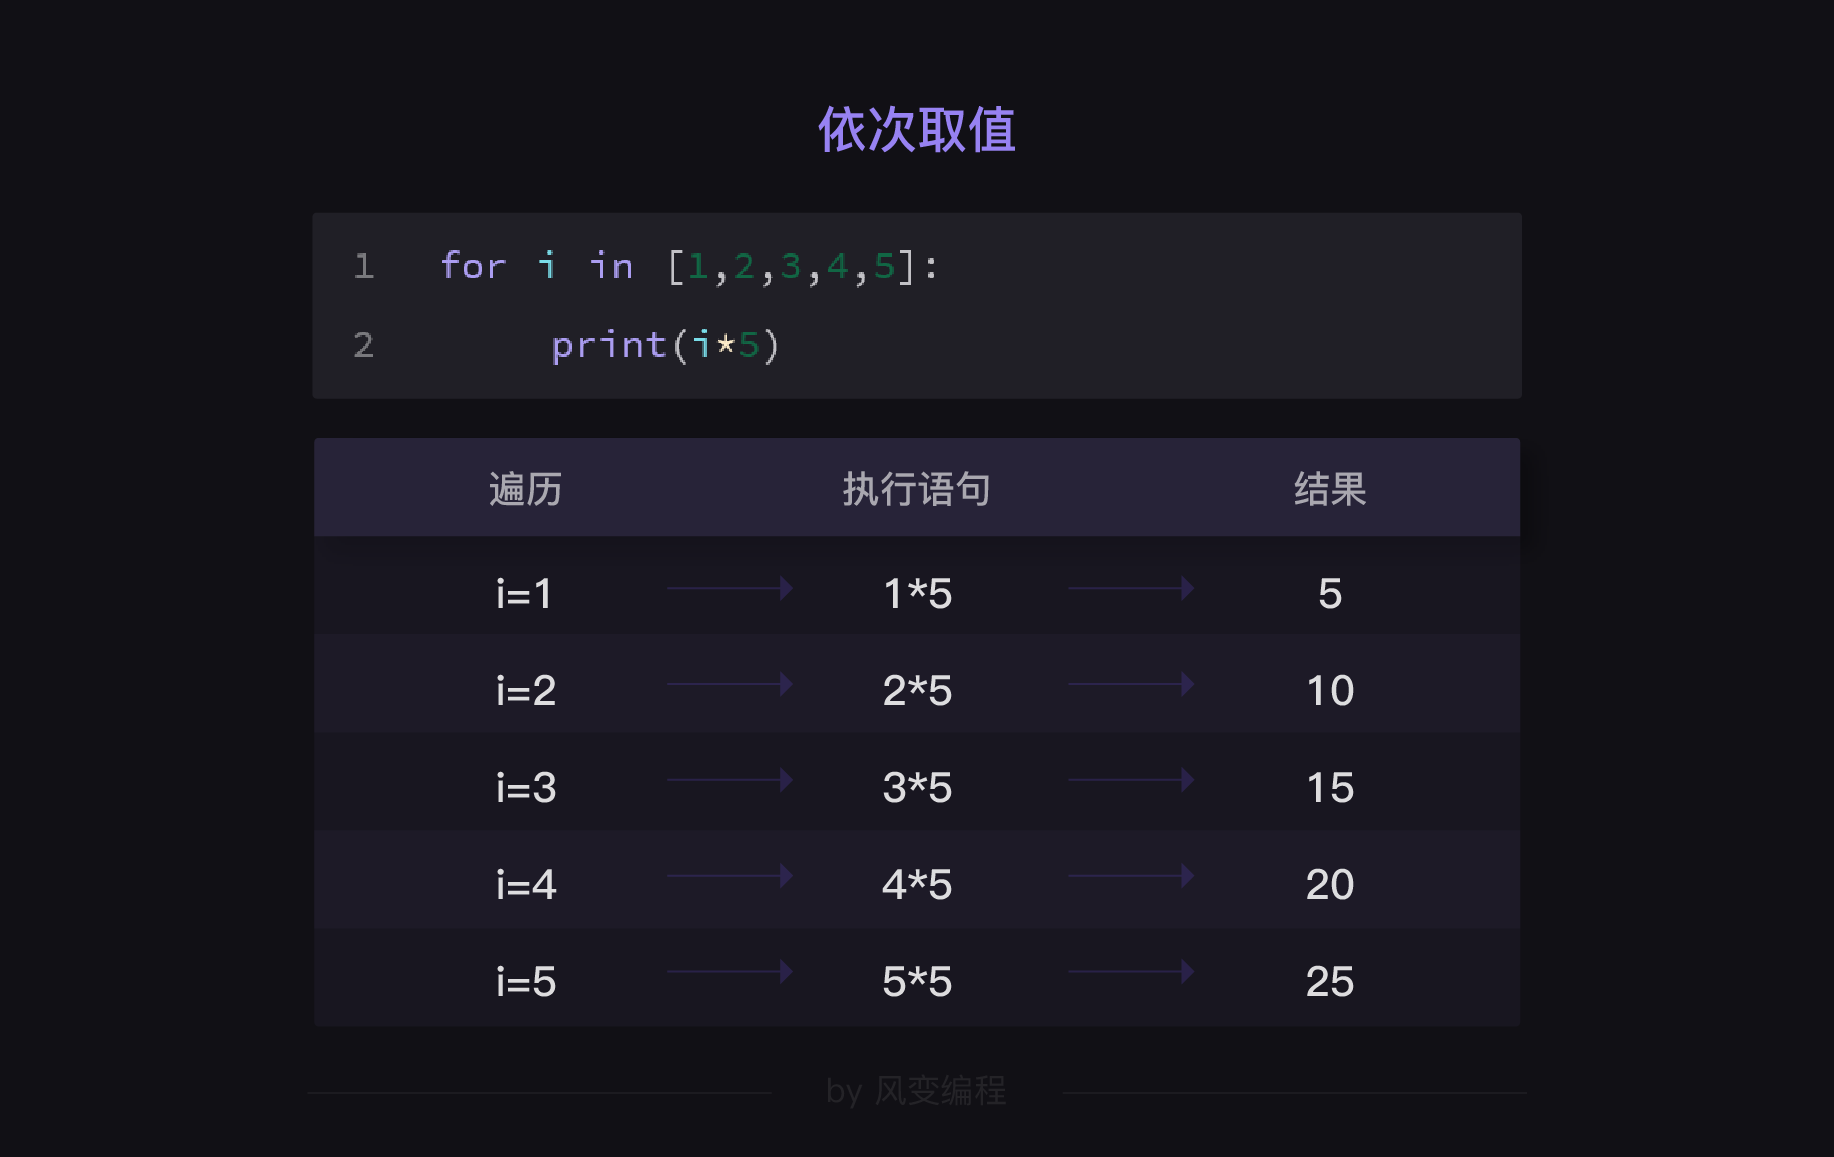 依次取值
1 for i in [1,2,3,4,5]:
2 print(i*5)
遍历 执行语句 结果
i=1 1*5 5
i=2 2*5 10
i=3 3*5 15
i=4 4*5 20
i=5 5*5 25
by 风变编程